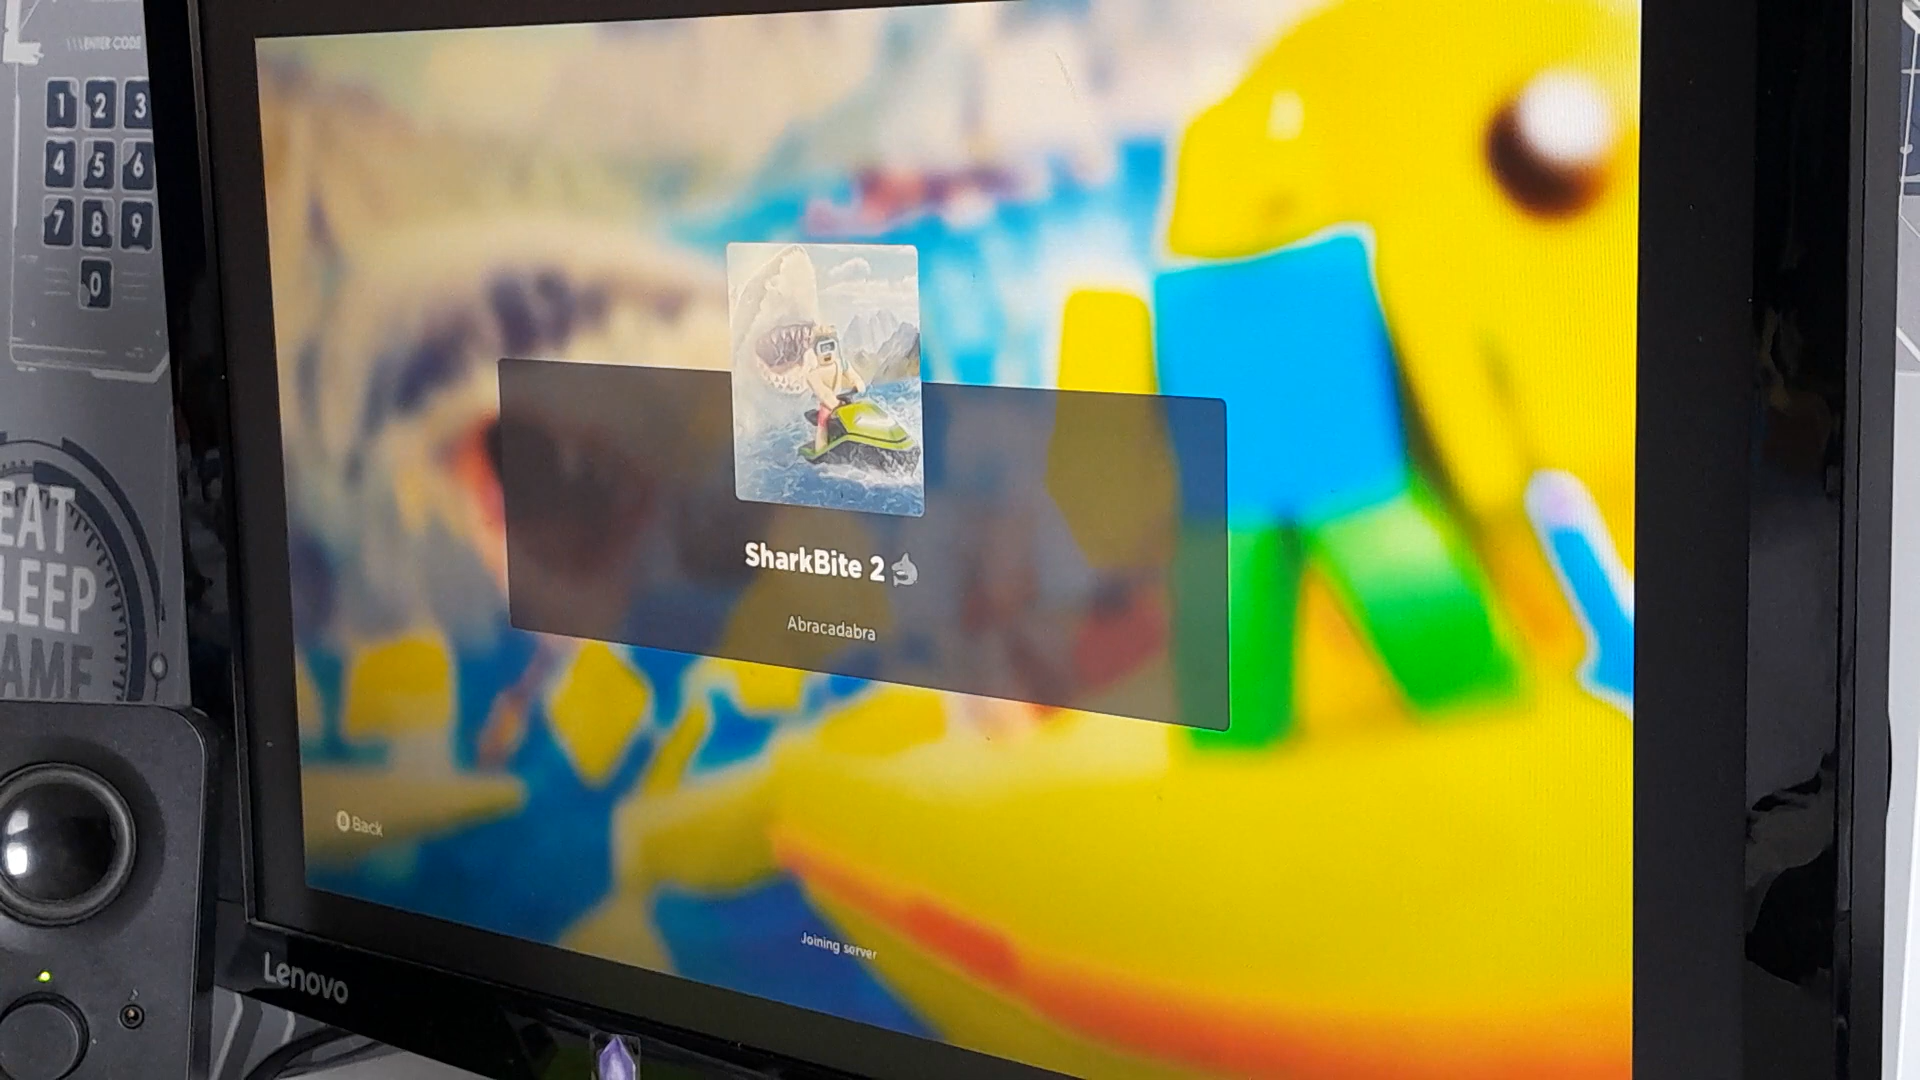 \\\ENTER CODE
1 2 3
4 5 6
7 8 9
0
EAT
LEEP
AME
SharkBite 2
Abracadabra
B Back
Joining server
Lenovo